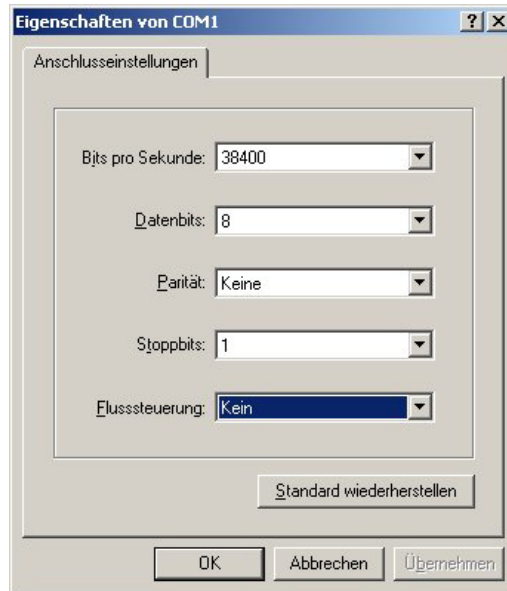 Eigenschaften von COM1
Anschlusseinstellungen
Bits pro Sekunde: 38400
Datenbits: 8
Parität: Keine
Stoppbits: 1
Flusssteuerung: Kein
Standard wiederherstellen
OK Abbrechen Übernehmen